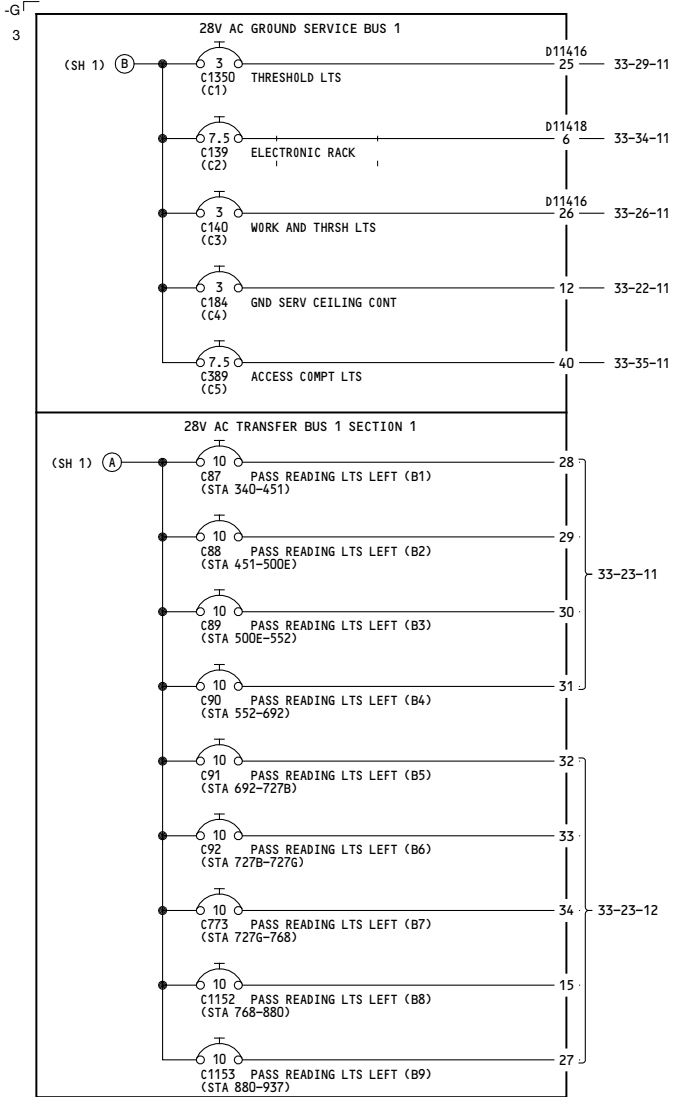 -G
3
28V AC GROUND SERVICE BUS 1
(SH 1) B
3
C1350 THRESHOLD LTS
(C1)
D11416
25 33-29-11
7.5
C139 ELECTRONIC RACK
(C2)
D11418
6 33-34-11
3
C140 WORK AND THRSH LTS
(C3)
D11416
26 33-26-11
3
C184 GND SERV CEILING CONT
(C4)
12 33-22-11
7.5
C389 ACCESS COMPT LTS
(C5)
40 33-35-11
28V AC TRANSFER BUS 1 SECTION 1
(SH 1) A
10 28
C87 PASS READING LTS LEFT (B1)
(STA 340-451)
10 29
C88 PASS READING LTS LEFT (B2)
(STA 451-500E)
33-23-11
10 30
C89 PASS READING LTS LEFT (B3)
(STA 500E-552)
10 31
C90 PASS READING LTS LEFT (B4)
(STA 552-692)
10 32
C91 PASS READING LTS LEFT (B5)
(STA 692-727B)
10 33
C92 PASS READING LTS LEFT (B6)
(STA 727B-727G)
10 34 33-23-12
C773 PASS READING LTS LEFT (B7)
(STA 727G-768)
10 15
C1152 PASS READING LTS LEFT (B8)
(STA 768-880)
10 27
C1153 PASS READING LTS LEFT (B9)
(STA 880-937)